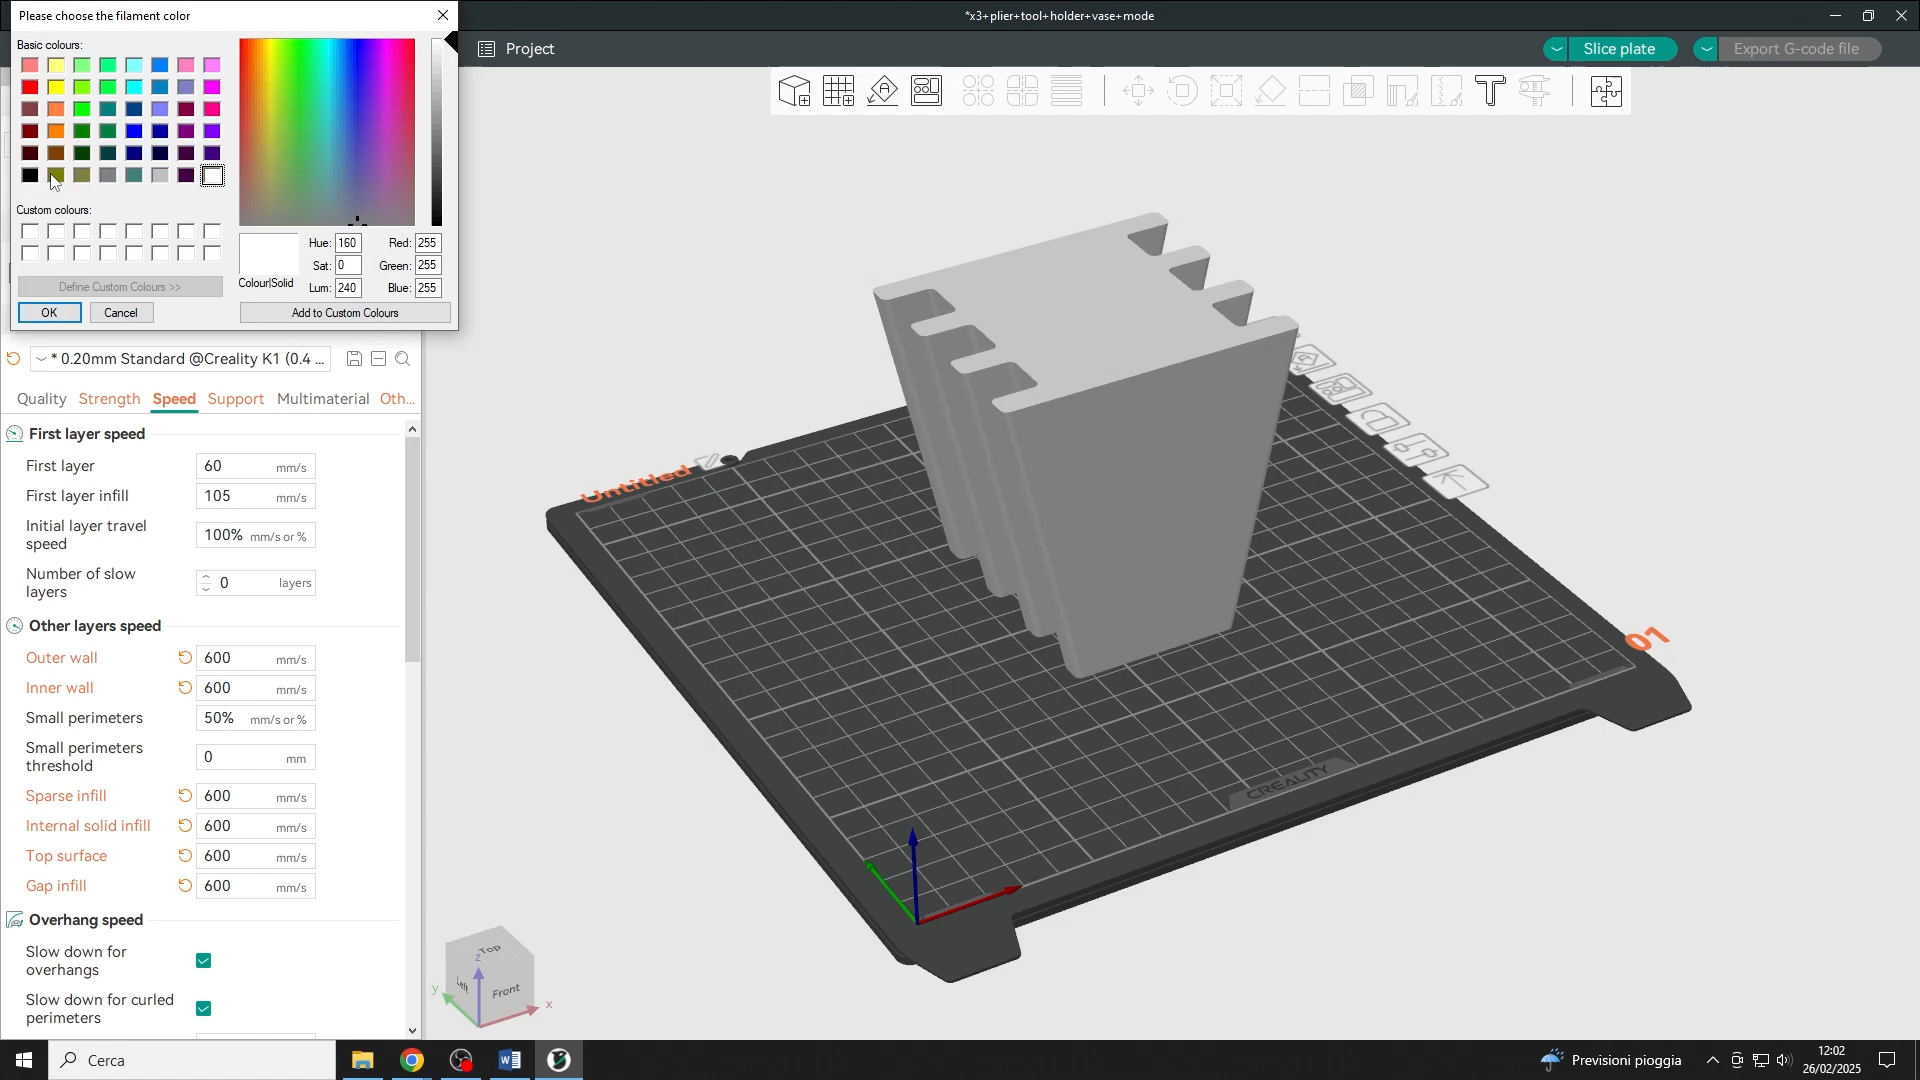 Please choose the filament color
*x3+plier+tool+holder+vase+mode
Basic colours:
Custom colours:
Define Custom Colours >>
OK
Cancel
Colour|Solid
Hue: 160
Sat: 0
Lum: 240
Red: 255
Green: 255
Blue: 255
Add to Custom Colours
Project
Slice plate
Export G-code file
* 0.20mm Standard @Creality K1 (0.4 ...
Quality Strength Speed Support Multimaterial Oth...
First layer speed
First layer 60 mm/s
First layer infill 105 mm/s
Initial layer travel speed 100% mm/s or %
Number of slow layers 0 layers
Other layers speed
Outer wall 600 mm/s
Inner wall 600 mm/s
Small perimeters 50% mm/s or %
Small perimeters threshold 0 mm
Sparse infill 600 mm/s
Internal solid infill 600 mm/s
Top surface 600 mm/s
Gap infill 600 mm/s
Overhang speed
Slow down for overhangs
Slow down for curled perimeters
Untitled
01
CREALITY
Top
Left
Front
z
y
x
Cerca
Previsioni pioggia
12:02
26/02/2025